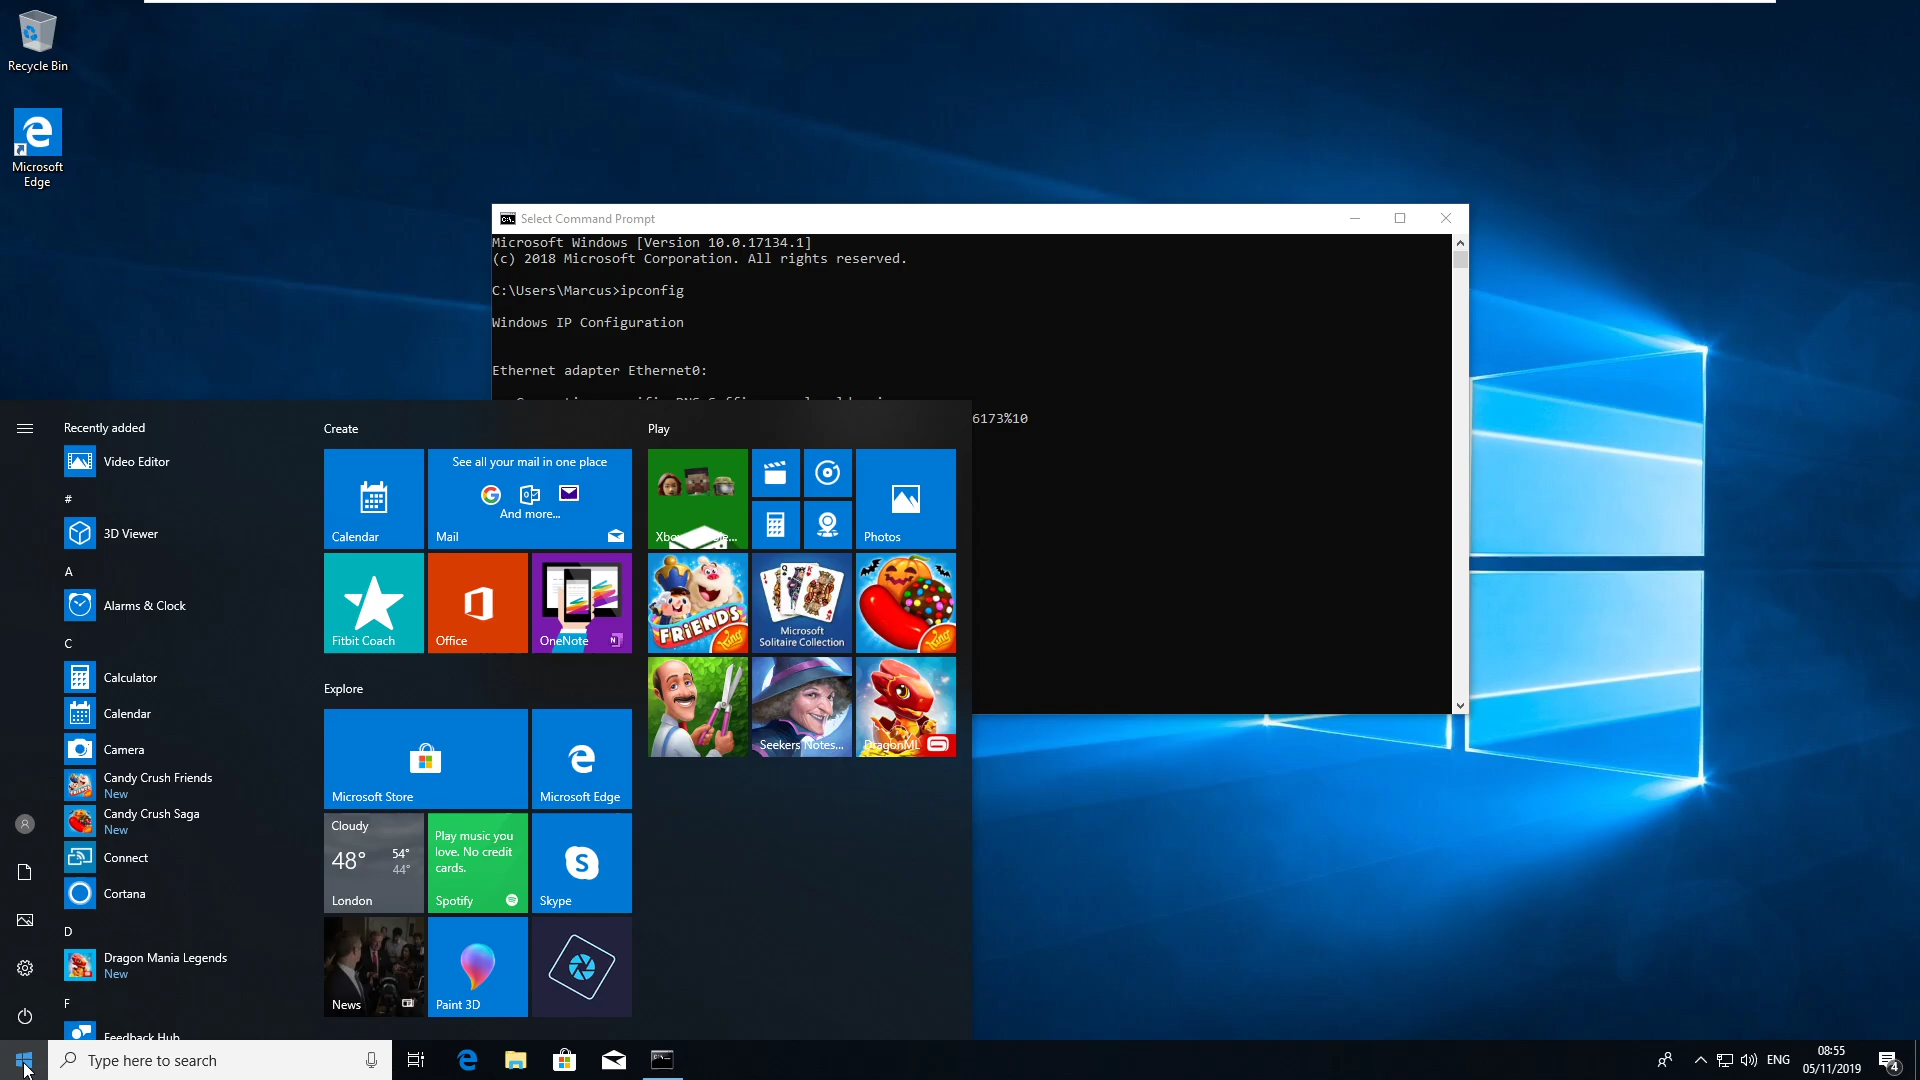 Recycle Bin
Microsoft
Edge
Select Command Prompt
Microsoft Windows [Version 10.0.17134.1]
(c) 2018 Microsoft Corporation. All rights reserved.
C:\Users\Marcus>ipconfig
Windows IP Configuration
Ethernet adapter Ethernet0:
6173%10
Recently added
Video Editor
#
3D Viewer
A
Alarms & Clock
C
Calculator
Calendar
Camera
Candy Crush Friends
New
Candy Crush Saga
New
Connect
Cortana
D
Dragon Mania Legends
New
F
Feedback Hub
Create
Calendar
See all your mail in one place
And more...
Mail
Fitbit Coach
Office
OneNote
Explore
Microsoft Store
Microsoft Edge
Cloudy
48°
54°
44°
London
Play music you
love. No credit
cards.
Spotify
Skype
News
Paint 3D
Play
Photos
FRIENDS
King
Microsoft
Solitaire Collection
King
Seekers Notes...
DragonML
Type here to search
ENG
08:55
05/11/2019
4